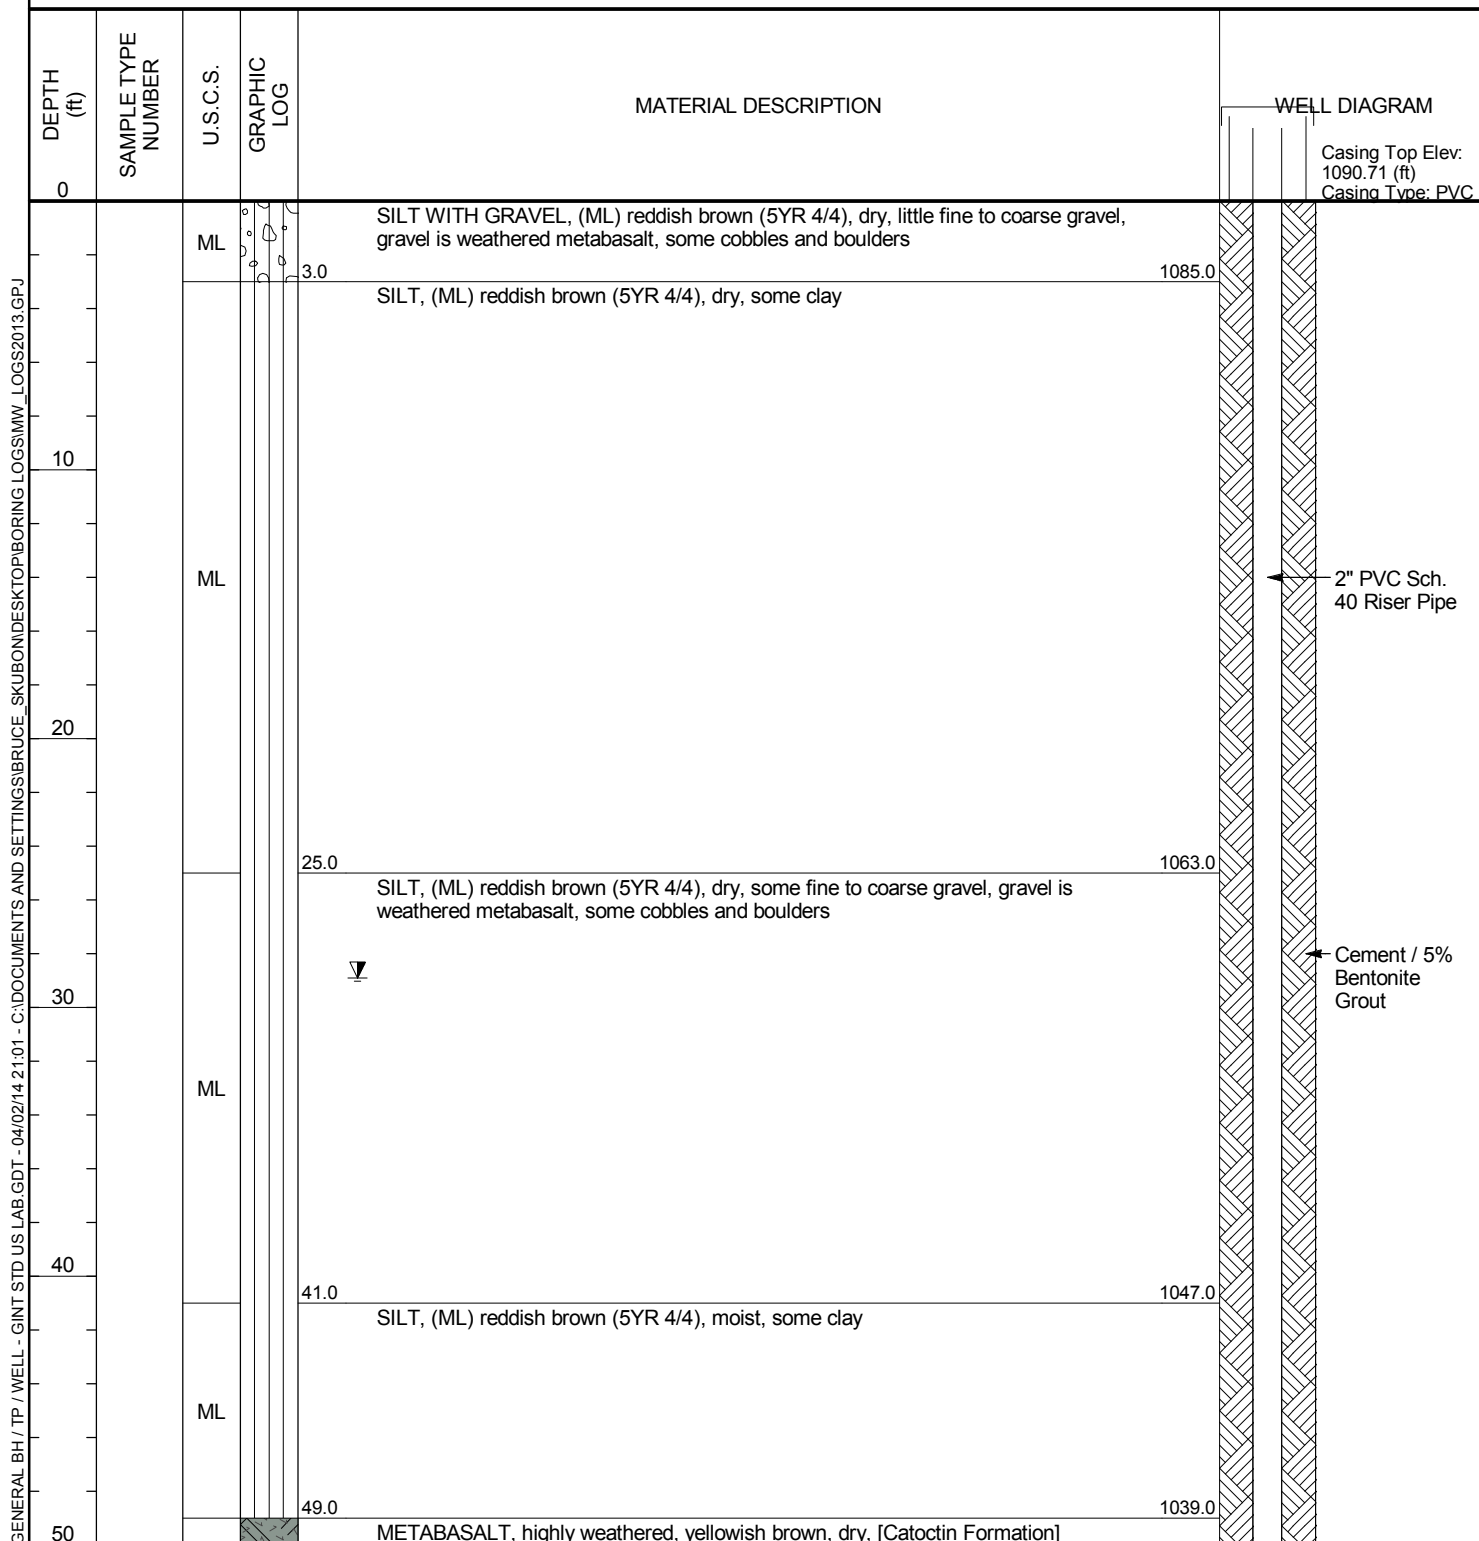 DEPTH
(ft)
SAMPLE TYPE
NUMBER
U.S.C.S.
GRAPHIC
LOG
MATERIAL DESCRIPTION
WELL DIAGRAM
Casing Top Elev:
1090.71 (ft)
Casing Type: PVC
0
SILT WITH GRAVEL, (ML) reddish brown (5YR 4/4), dry, little fine to coarse gravel,
gravel is weathered metabasalt, some cobbles and boulders
ML
3.0 1085.0
SILT, (ML) reddish brown (5YR 4/4), dry, some clay
10
ML
2" PVC Sch.
40 Riser Pipe
20
25.0 1063.0
SILT, (ML) reddish brown (5YR 4/4), dry, some fine to coarse gravel, gravel is
weathered metabasalt, some cobbles and boulders
Cement / 5%
Bentonite
Grout
30
ML
40
41.0 1047.0
SILT, (ML) reddish brown (5YR 4/4), moist, some clay
ML
49.0 1039.0
50
METABASALT, highly weathered, yellowish brown, dry, [Catoctin Formation]
GENERAL BH / TP / WELL - GINT STD US LAB.GDT - 04/02/14 21:01 - C:\DOCUMENTS AND SETTINGS\BRUCE_SKUBON\DESKTOP\BORING LOGS\MW_LOGS2013.GPJ